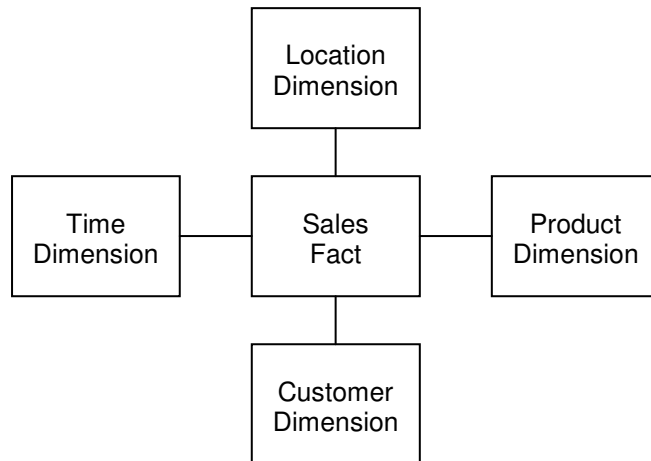 Location
Dimension
Time
Dimension
Sales
Fact
Product
Dimension
Customer
Dimension